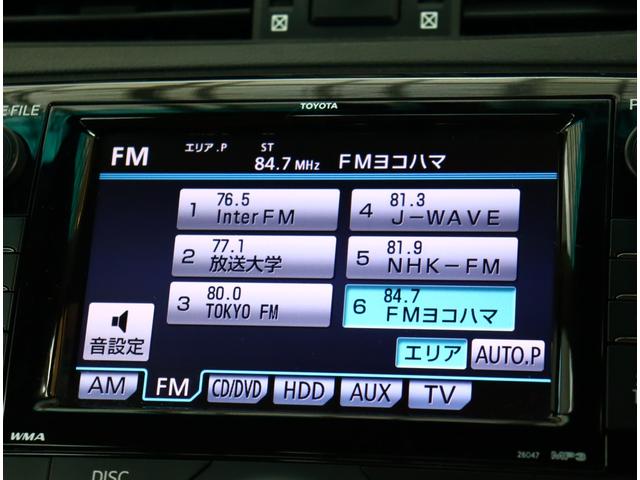 E·FILE
TOYOTA
FM エリア.P ST 84.7 MHz FMヨコハマ
1 76.5 InterFM
4 81.3 J-WAVE
2 77.1 放送大学
5 81.9 NHK-FM
3 80.0 TOKYO FM
6 84.7 FMヨコハマ
音設定
エリア AUTO.P
AM FM CD/DVD HDD AUX TV
WMA
26047 MP3
DISC